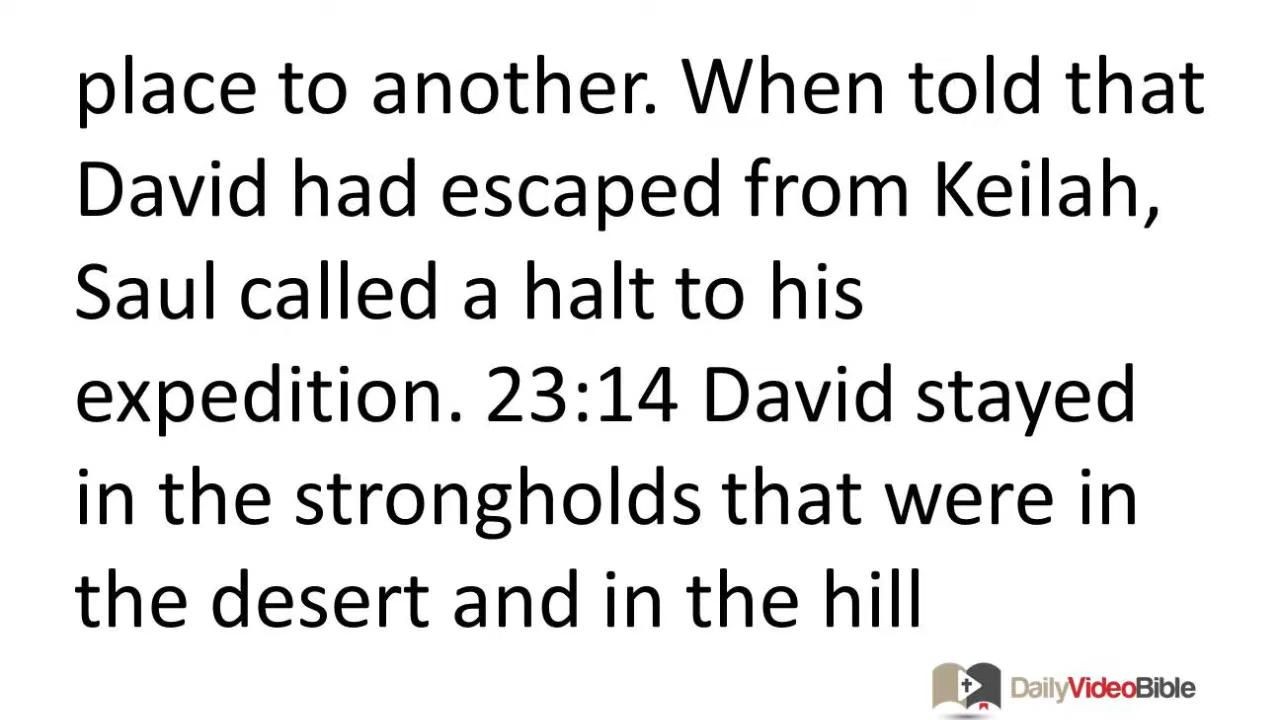 place to another. When told that
David had escaped from Keilah,
Saul called a halt to his
expedition. 23:14 David stayed
in the strongholds that were in
the desert and in the hill
DailyVideoBible